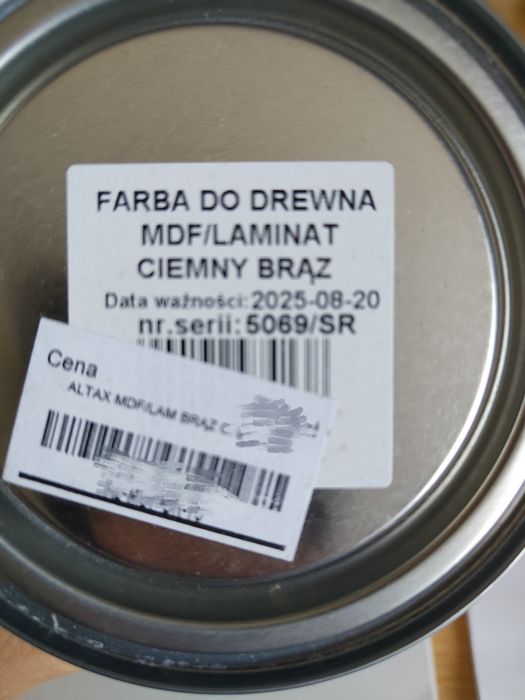 FARBA DO DREWNA
MDF/LAMINAT
CIEMNY BRĄZ
Data ważności: 2025-08-20
nr.serii: 5069/SR
Cena
ALTAX MDF/LAM BRĄZ C.